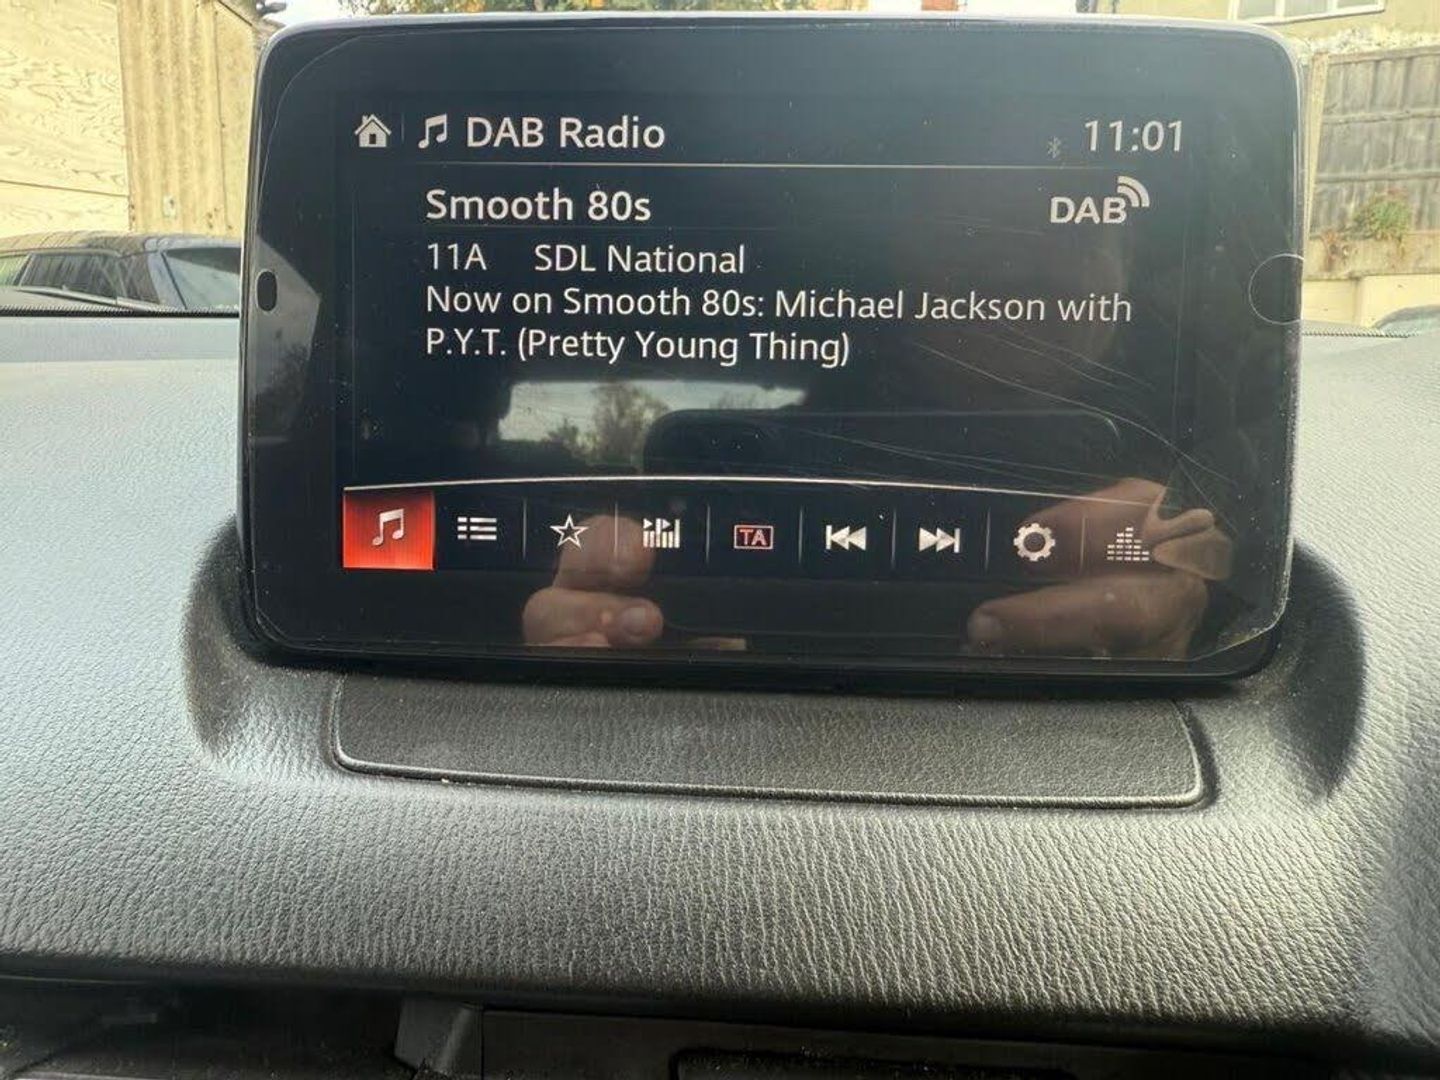 DAB Radio 11:01
Smooth 80s DAB
11A SDL National
Now on Smooth 80s: Michael Jackson with
P.Y.T. (Pretty Young Thing)
TA